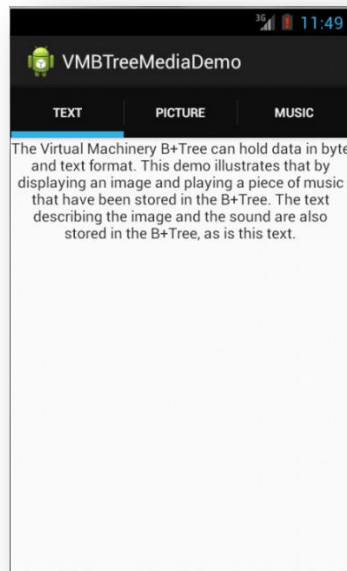 3G 11:49
VMBTreeMediaDemo
TEXT PICTURE MUSIC
The Virtual Machinery B+Tree can hold data in byte
and text format. This demo illustrates that by
displaying an image and playing a piece of music
that have been stored in the B+Tree. The text
describing the image and the sound are also
stored in the B+Tree, as is this text.